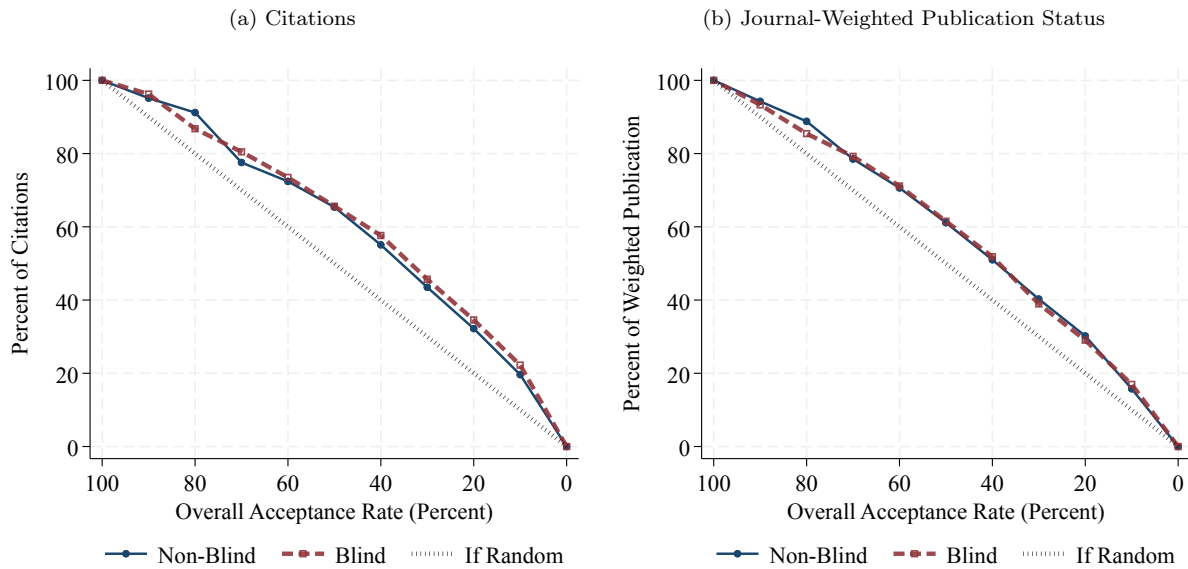 (a) Citations
Percent of Citations
100
80
60
40
20
0
100 80 60 40 20 0
Overall Acceptance Rate (Percent)
Non-Blind Blind If Random
(b) Journal-Weighted Publication Status
Percent of Weighted Publication
100
80
60
40
20
0
100 80 60 40 20 0
Overall Acceptance Rate (Percent)
Non-Blind Blind If Random